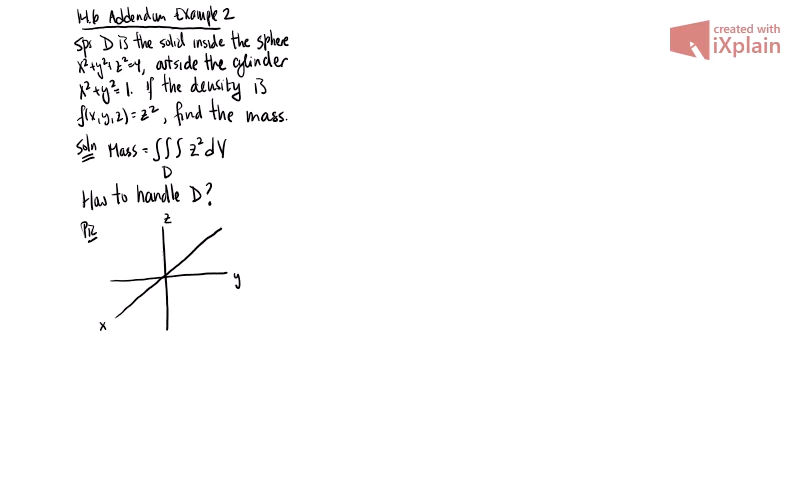 14.6 Addendum Example 2
Sps D is the solid inside the sphere
x²+y²+z²=4, outside the cylinder
x²+y²=1. If the density is
f(x,y,z)=z², find the mass.
Soln Mass = ∫∫∫ z² dV
D
How to handle D?
Pic
z
y
x
created with
iXplain